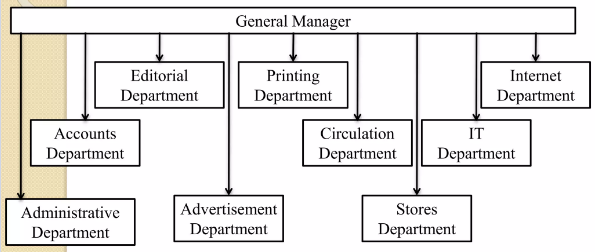 General Manager
Editorial
Department
Printing
Department
Internet
Department
Accounts
Department
Circulation
Department
IT
Department
Administrative
Department
Advertisement
Department
Stores
Department